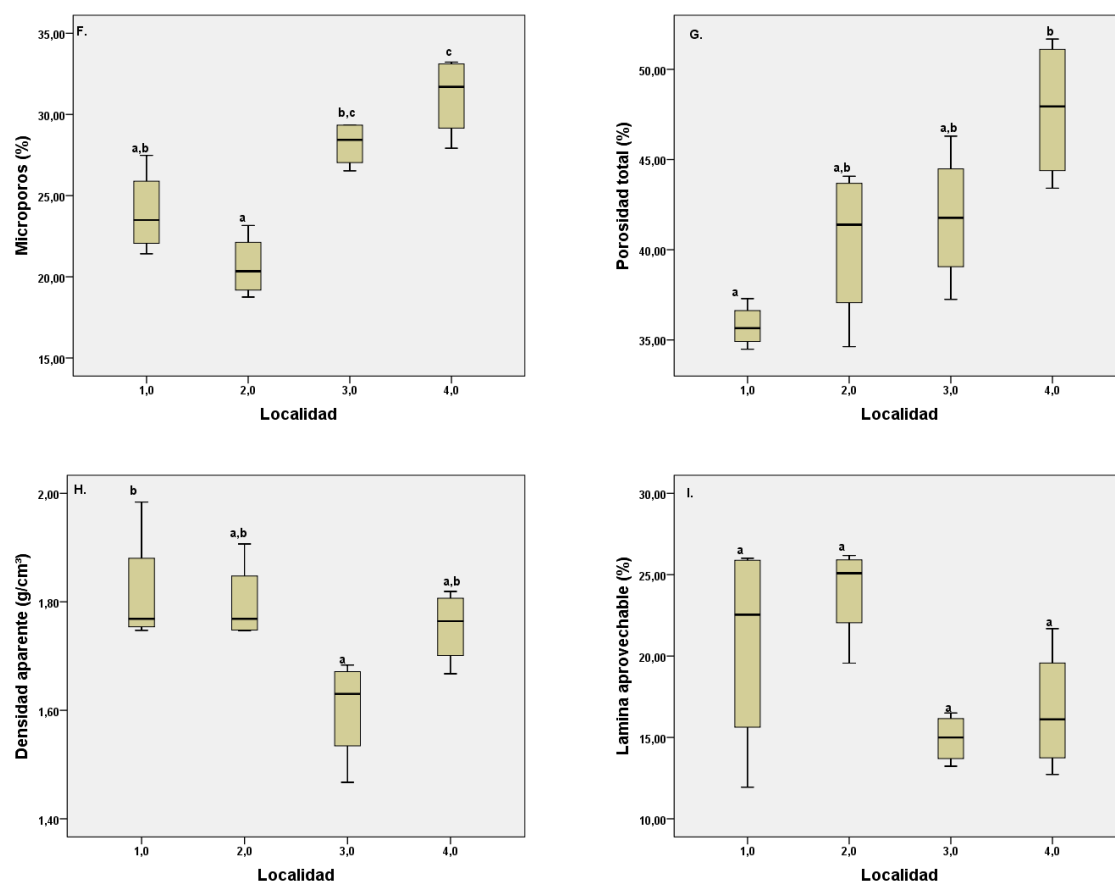 F.
Microporos (%)
35,00
30,00
25,00
20,00
15,00
a,b
a
b,c
c
1,0 2,0 3,0 4,0
Localidad
G.
Porosidad total (%)
50,00
45,00
40,00
35,00
a
a,b
a,b
b
1,0 2,0 3,0 4,0
Localidad
H.
Densidad aparente (g/cm³)
2,00
1,80
1,60
1,40
b
a,b
a
a,b
1,0 2,0 3,0 4,0
Localidad
I.
Lamina aprovechable (%)
30,00
25,00
20,00
15,00
10,00
a
a
a
a
1,0 2,0 3,0 4,0
Localidad